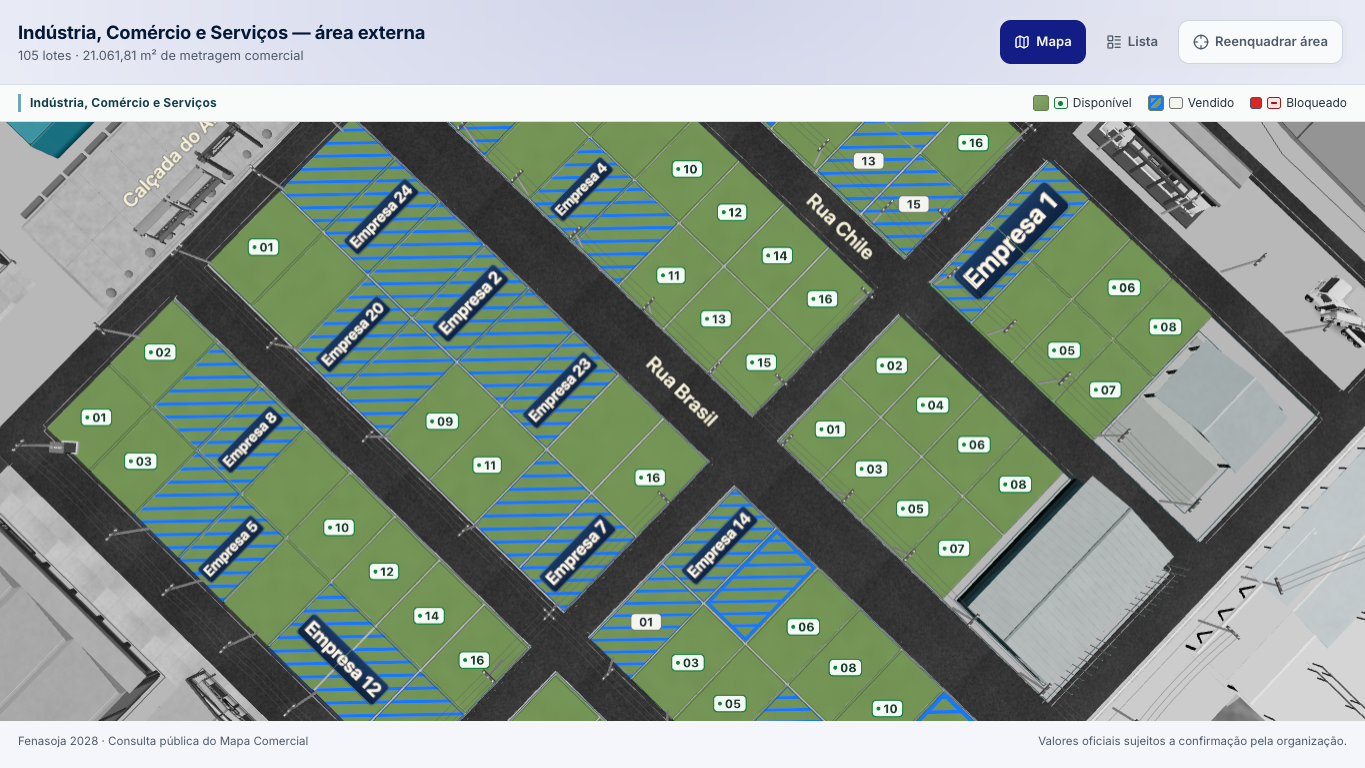 Indústria, Comércio e Serviços — área externa
105 lotes · 21.061,81 m² de metragem comercial
Mapa
Lista
Reenquadrar área
Indústria, Comércio e Serviços
Disponível
Vendido
Bloqueado
Calçada do
16
13
15
10
Empresa 4
12
Rua Chile
Empresa 1
Empresa 24
01
14
11
16
06
Empresa 2
13
08
Empresa 20
02
05
15
02
Rua Brasil
07
Empresa 23
04
01
09
01
Empresa 8
06
03
11
03
16
08
05
10
Empresa 14
07
Empresa 5
Empresa 7
12
14
01
06
Empresa 12
16
03
08
05
10
Fenasoja 2028 · Consulta pública do Mapa Comercial
Valores oficiais sujeitos a confirmação pela organização.